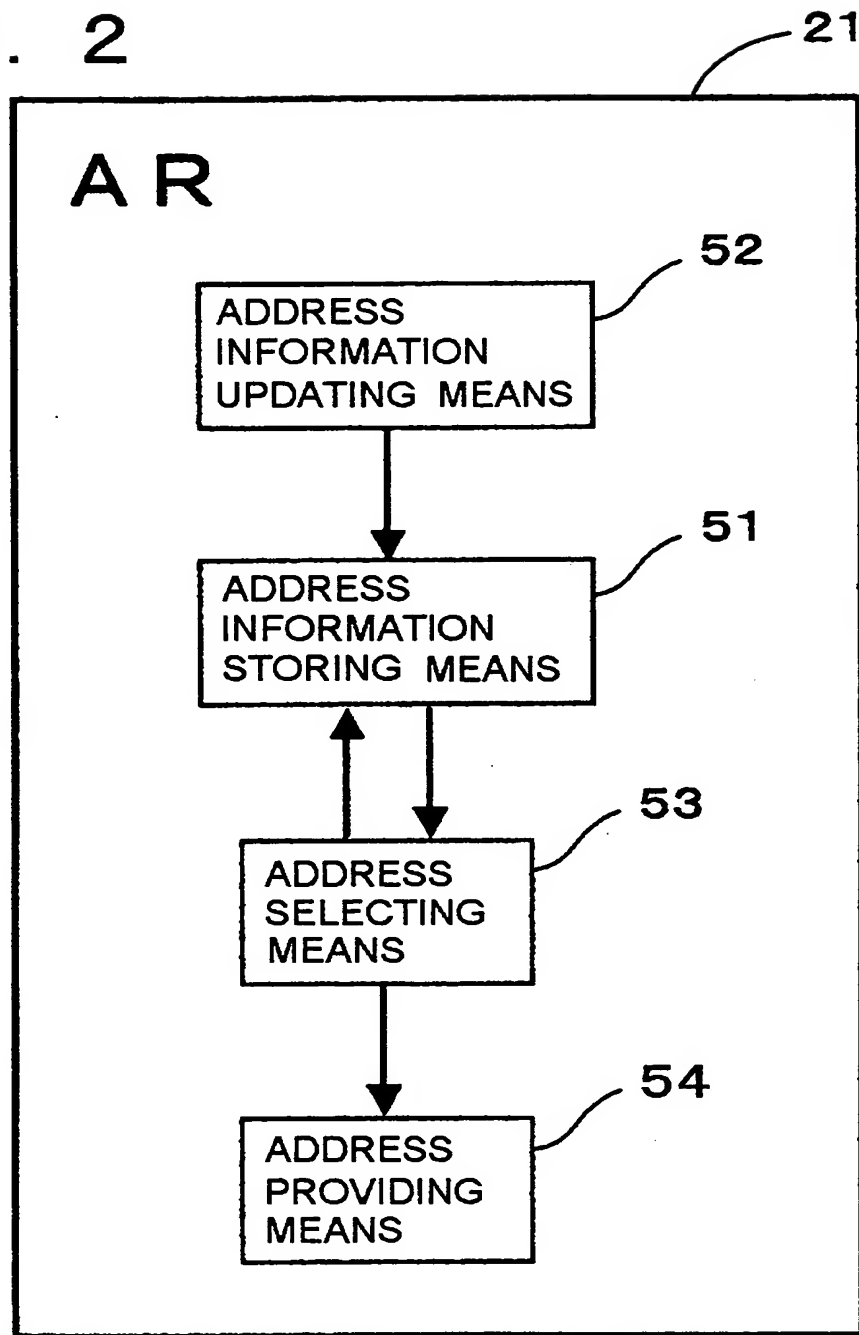 . 2
21
AR
52
ADDRESS
INFORMATION
UPDATING MEANS
51
ADDRESS
INFORMATION
STORING MEANS
53
ADDRESS
SELECTING
MEANS
54
ADDRESS
PROVIDING
MEANS